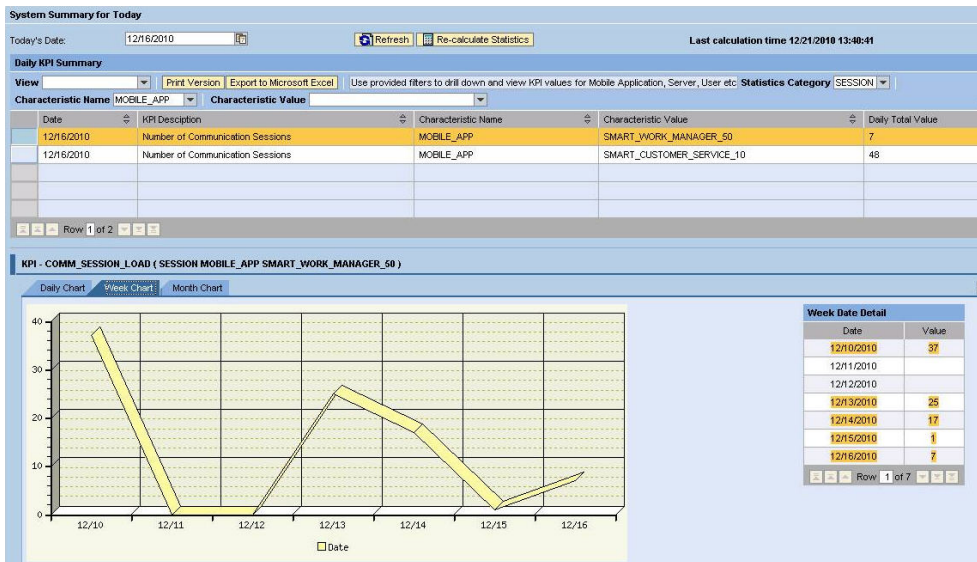 System Summary for Today
Today's Date: 12/16/2010 Refresh Re-calculate Statistics Last calculation time 12/21/2010 13:40:41
Daily KPI Summary
View Print Version Export to Microsoft Excel Use provided filters to drill down and view KPI values for Mobile Application, Server, User etc Statistics Category SESSION
Characteristic Name MOBILE_APP Characteristic Value
Date KPI Desciption Characteristic Name Characteristic Value Daily Total Value
12/16/2010 Number of Communication Sessions MOBILE_APP SMART_WORK_MANAGER_50 7
12/16/2010 Number of Communication Sessions MOBILE_APP SMART_CUSTOMER_SERVICE_10 48
Row 1 of 2
KPI - COMM_SESSION_LOAD ( SESSION MOBILE_APP SMART_WORK_MANAGER_50 )
Daily Chart Week Chart Month Chart
40
30
20
10
0
12/10 12/11 12/12 12/13 12/14 12/15 12/16
Date
Week Date Detail
Date Value
12/10/2010 37
12/11/2010
12/12/2010
12/13/2010 25
12/14/2010 17
12/15/2010 1
12/16/2010 7
Row 1 of 7